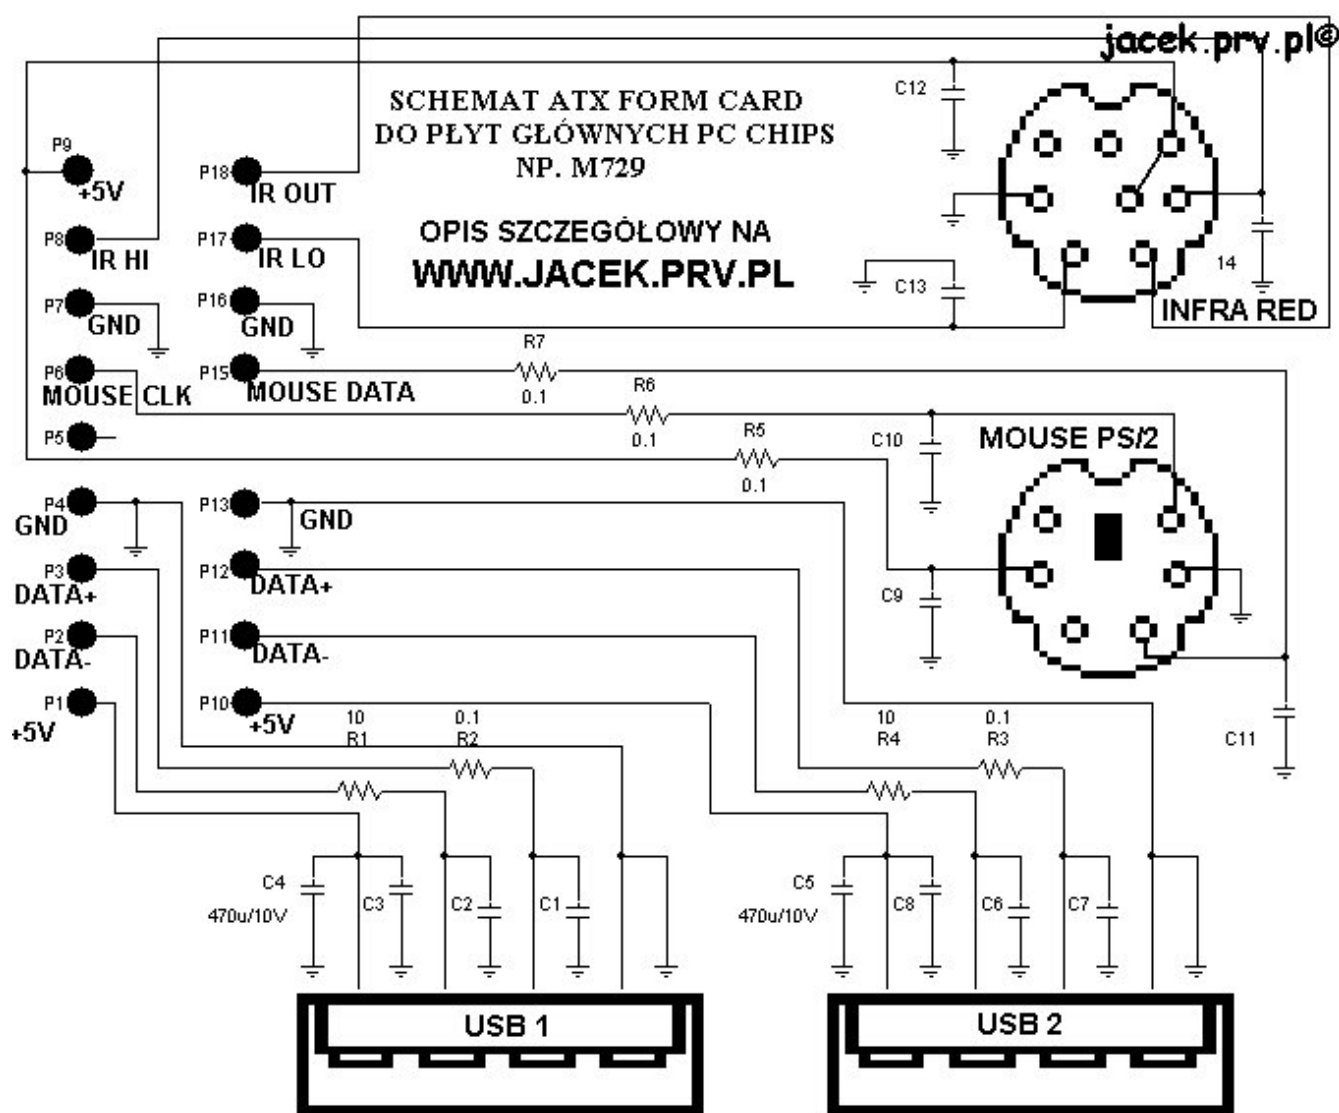 jacek.prv.pl@
C12
SCHEMAT ATX FORM CARD
DO PŁYT GŁÓWNYCH PC CHIPS
NP. M729
P9
+5V
P18
IR OUT
P8
IR HI
P17
IR LO
OPIS SZCZEGÓŁOWY NA
WWW.JACEK.PRV.PL
14
C13
INFRA RED
P7
GND
P16
GND
R7
0.1
P6
MOUSE CLK
P15
MOUSE DATA
R6
0.1
P5
R5
0.1
C10
MOUSE PS/2
P4
GND
P13
GND
P3
DATA+
P12
DATA+
C9
P2
DATA-
P11
DATA-
P1
+5V
P10
+5V
10
R1
0.1
R2
10
R4
0.1
R3
C11
C4
470u/10V
C3
C2
C1
C5
470u/10V
C8
C6
C7
USB 1
USB 2